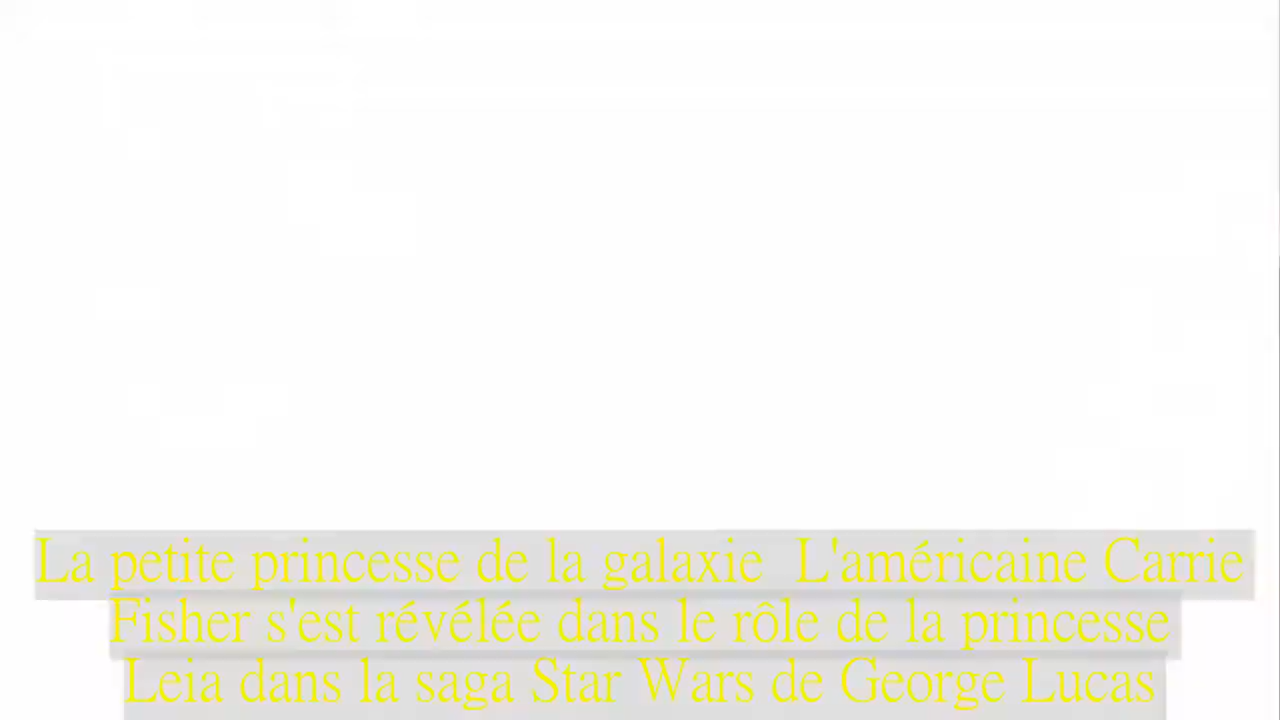 La petite princesse de la galaxie  L'américaine Carrie
Fisher s'est révélée dans le rôle de la princesse
Leia dans la saga Star Wars de George Lucas